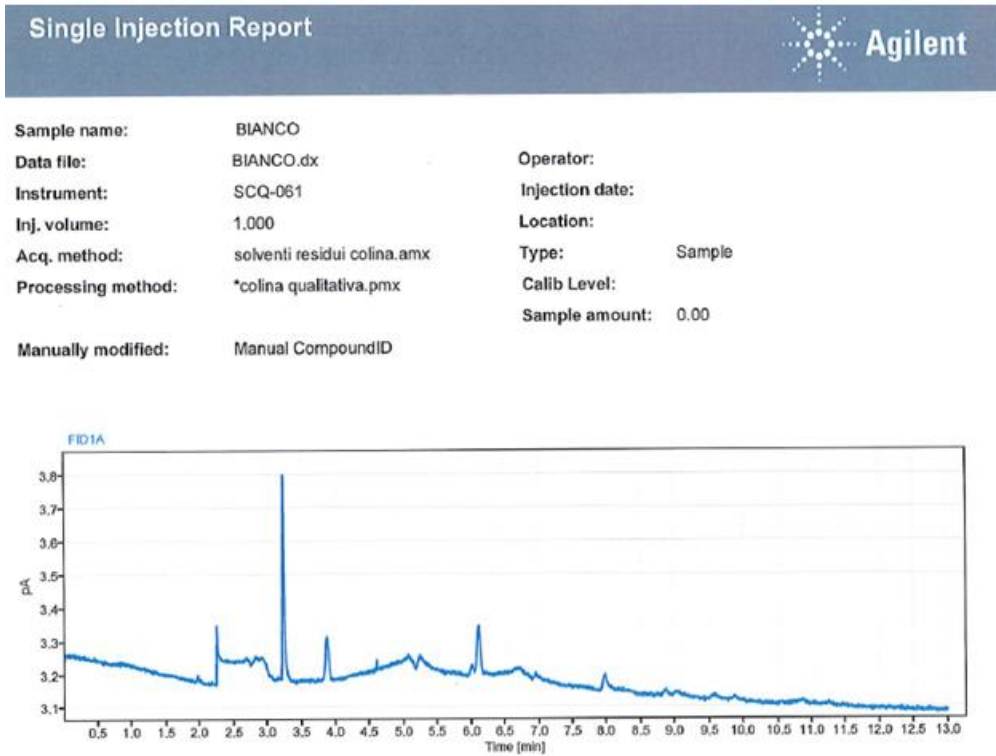 Single Injection Report
Agilent
Sample name: BIANCO
Data file: BIANCO.dx Operator:
Instrument: SCQ-061 Injection date:
Inj. volume: 1.000 Location:
Acq. method: solventi residui colina.amx Type: Sample
Processing method: *colina qualitativa.pmx Calib Level:
Sample amount: 0.00
Manually modified: Manual CompoundID
FID1A
3,8
3,7
3,6
3,5
pA
3,4
3,3
3,2
3,1
0,5 1,0 1,5 2,0 2,5 3,0 3,5 4,0 4,5 5,0 5,5 6,0 6,5 7,0 7,5 8,0 8,5 9,0 9,5 10,0 10,5 11,0 11,5 12,0 12,5 13,0
Time [min]